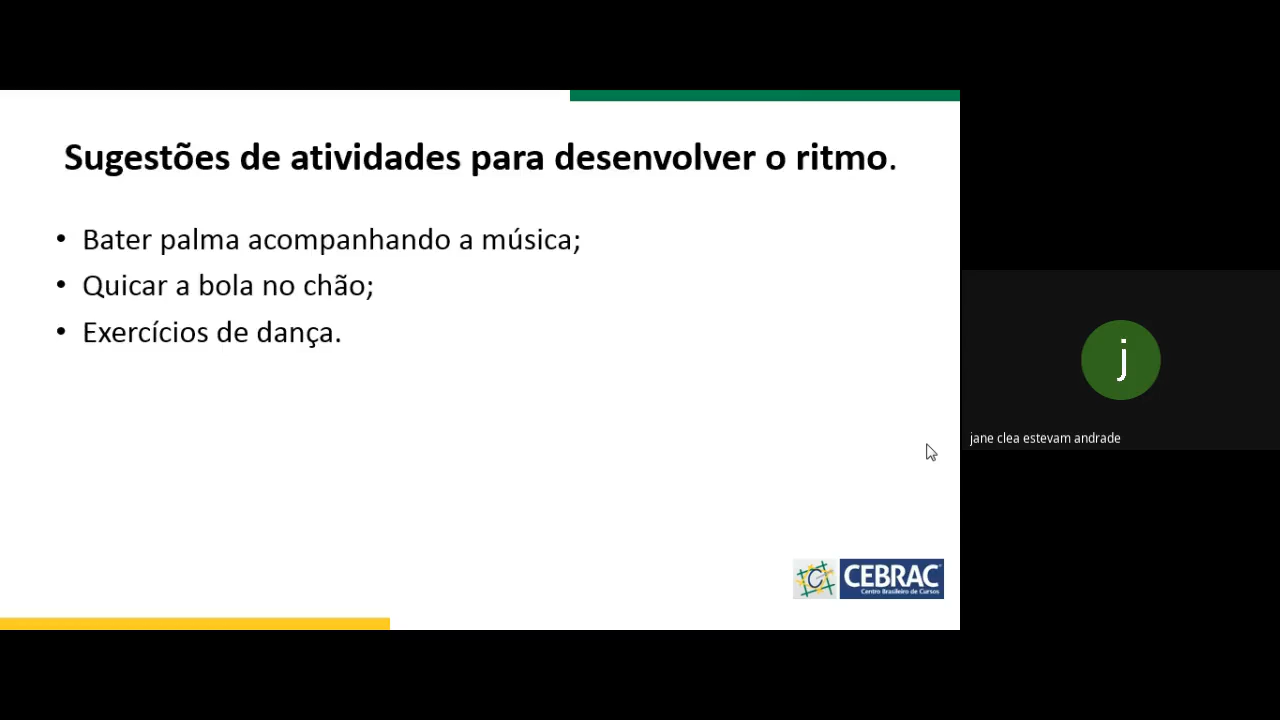 Sugestões de atividades para desenvolver o ritmo.
• Bater palma acompanhando a música;
• Quicar a bola no chão;
• Exercícios de dança.
j
jane clea estevam andrade
C CEBRAC
Centro Brasileiro de Cursos